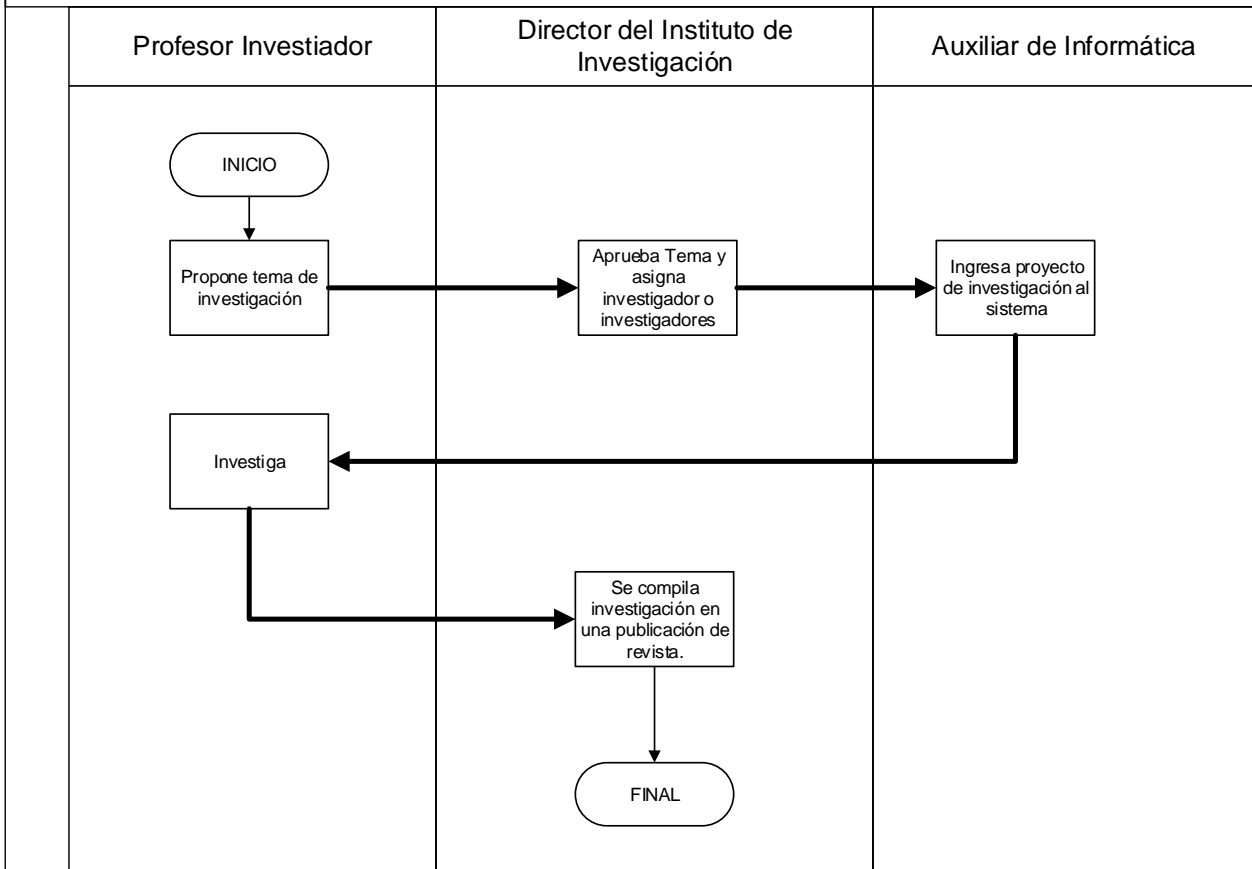 Profesor Investiador
Director del Instituto de
Investigación
Auxiliar de Informática
INICIO
Propone tema de
investigación
Aprueba Tema y
asigna
investigador o
investigadores
Ingresa proyecto
de investigación al
sistema
Investiga
Se compila
investigación en
una publicación de
revista.
FINAL